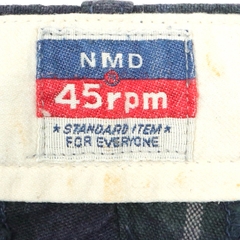 NMD
45rpm
*STANDARD ITEM*
FOR EVERYONE